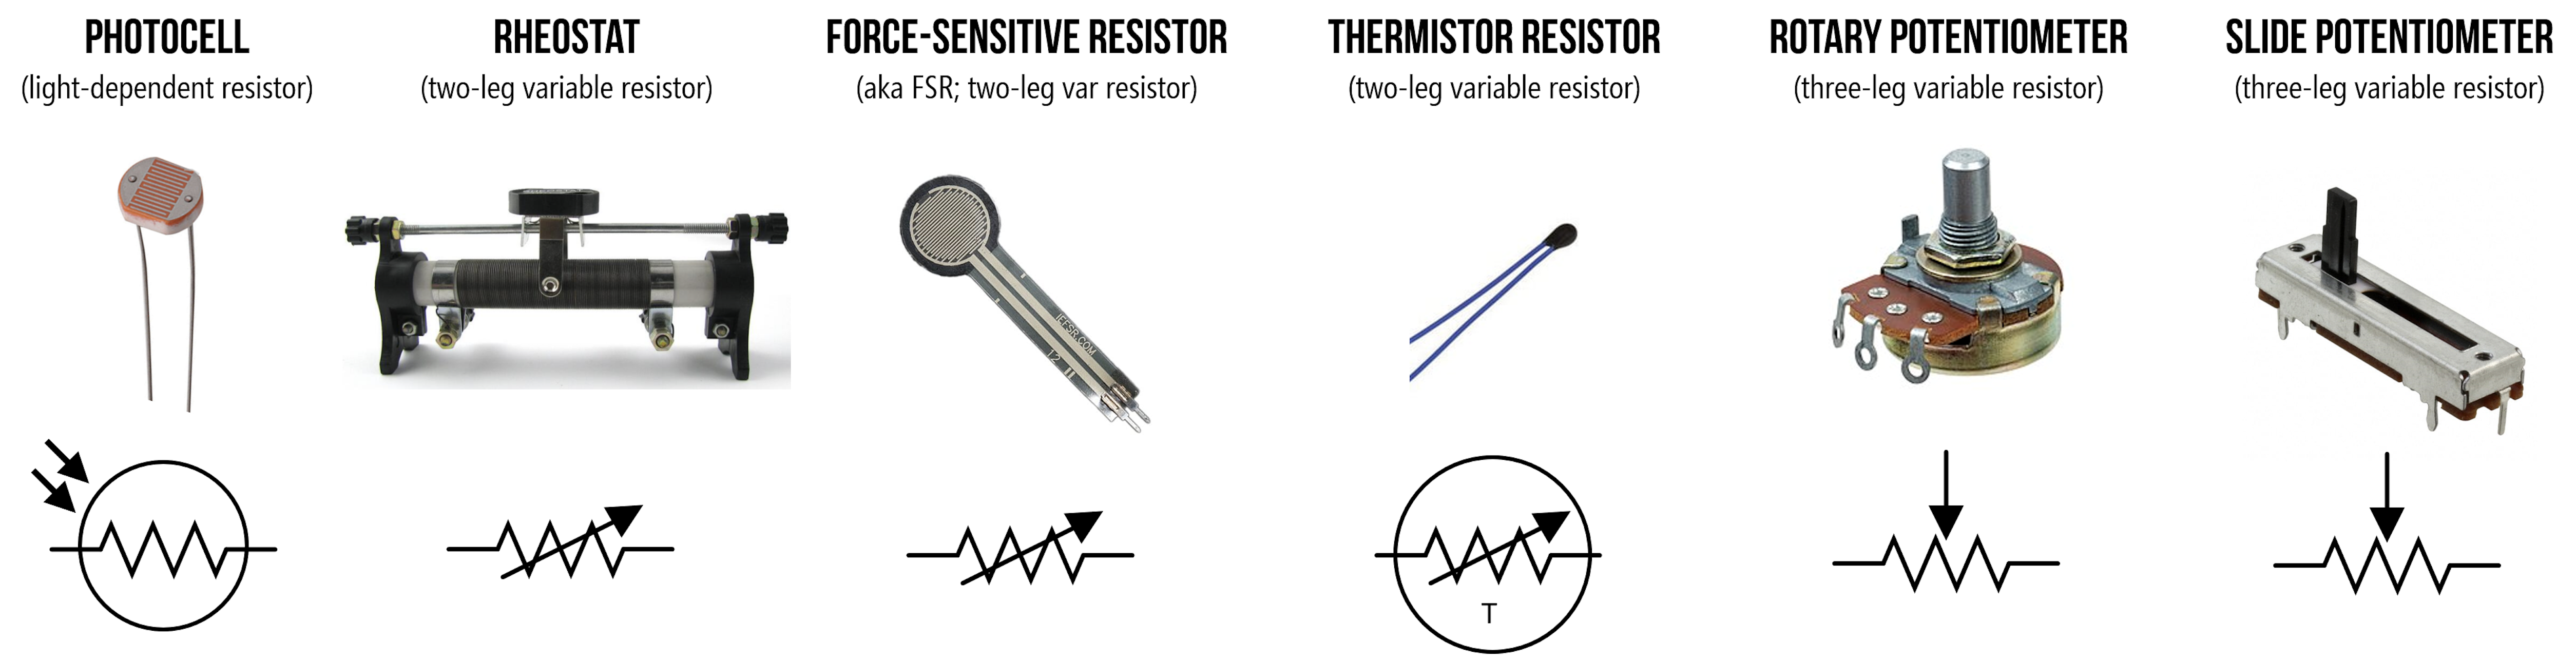 PHOTOCELL
(light-dependent resistor)
RHEOSTAT
(two-leg variable resistor)
FORCE-SENSITIVE RESISTOR
(aka FSR; two-leg var resistor)
IEFSR.COM
12
THERMISTOR RESISTOR
(two-leg variable resistor)
T
ROTARY POTENTIOMETER
(three-leg variable resistor)
SLIDE POTENTIOMETER
(three-leg variable resistor)